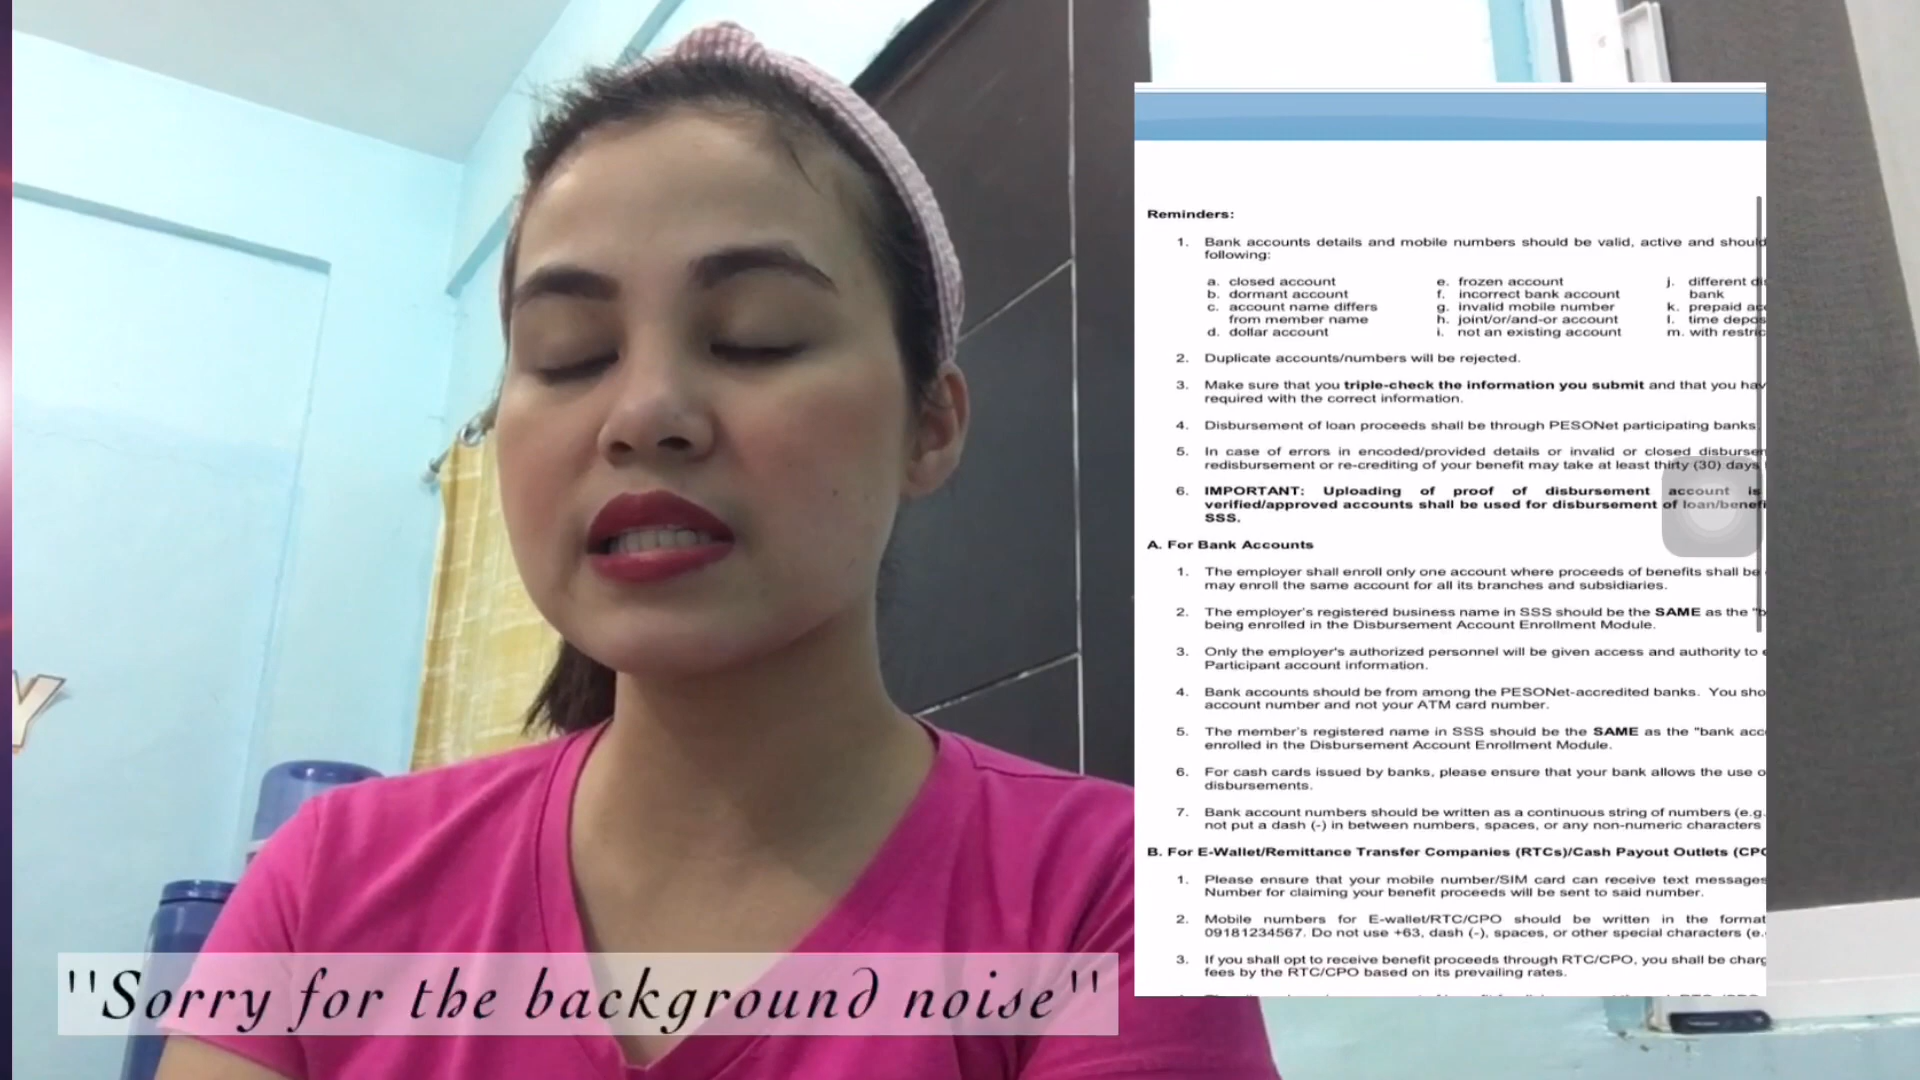 Reminders:
1. Bank accounts details and mobile numbers should be valid, active and should
following:
a. closed account e. frozen account j. different
b. dormant account f. incorrect bank account bank
c. account name differs g. invalid mobile number k. prepaid
from member name h. joint/or/and-or account l. time
d. dollar account i. not an existing account m. with
2. Duplicate accounts/numbers will be rejected.
3. Make sure that you triple-check the information you submit and that you
required with the correct information.
4. Disbursement of loan proceeds shall be through PESONet participating banks.
5. In case of errors in encoded/provided details or invalid or closed
redisbursement or re-crediting of your benefit may take at least thirty (30) days
6. IMPORTANT: Uploading of proof of disbursement account is
verified/approved accounts shall be used for disbursement of
SSS.
A. For Bank Accounts
1. The employer shall enroll only one account where proceeds of benefits shall be
may enroll the same account for all its branches and subsidiaries.
2. The employer's registered business name in SSS should be the SAME as the
being enrolled in the Disbursement Account Enrollment Module.
3. Only the employer's authorized personnel will be given access and authority to
Participant account information.
4. Bank accounts should be from among the PESONet-accredited banks. You
account number and not your ATM card number.
5. The member's registered name in SSS should be the SAME as the "bank
enrolled in the Disbursement Account Enrollment Module.
6. For cash cards issued by banks, please ensure that your bank allows the use
disbursements.
7. Bank account numbers should be written as a continuous string of numbers (e.g.
not put a dash (-) in between numbers, spaces, or any non-numeric characters
B. For E-Wallet/Remittance Transfer Companies (RTCs)/Cash Payout Outlets
1. Please ensure that your mobile number/SIM card can receive text messages
Number for claiming your benefit proceeds will be sent to said number.
2. Mobile numbers for E-wallet/RTC/CPO should be written in the format
09181234567. Do not use +63, dash (-), spaces, or other special characters
3. If you shall opt to receive benefit proceeds through RTC/CPO, you shall be
fees by the RTC/CPO based on its prevailing rates.
Y
''Sorry for the background noise''